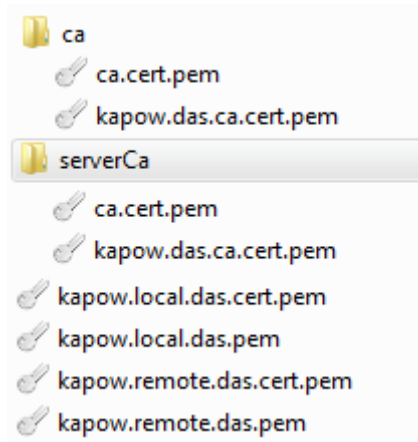 ca
ca.cert.pem
kapow.das.ca.cert.pem
serverCa
ca.cert.pem
kapow.das.ca.cert.pem
kapow.local.das.cert.pem
kapow.local.das.pem
kapow.remote.das.cert.pem
kapow.remote.das.pem